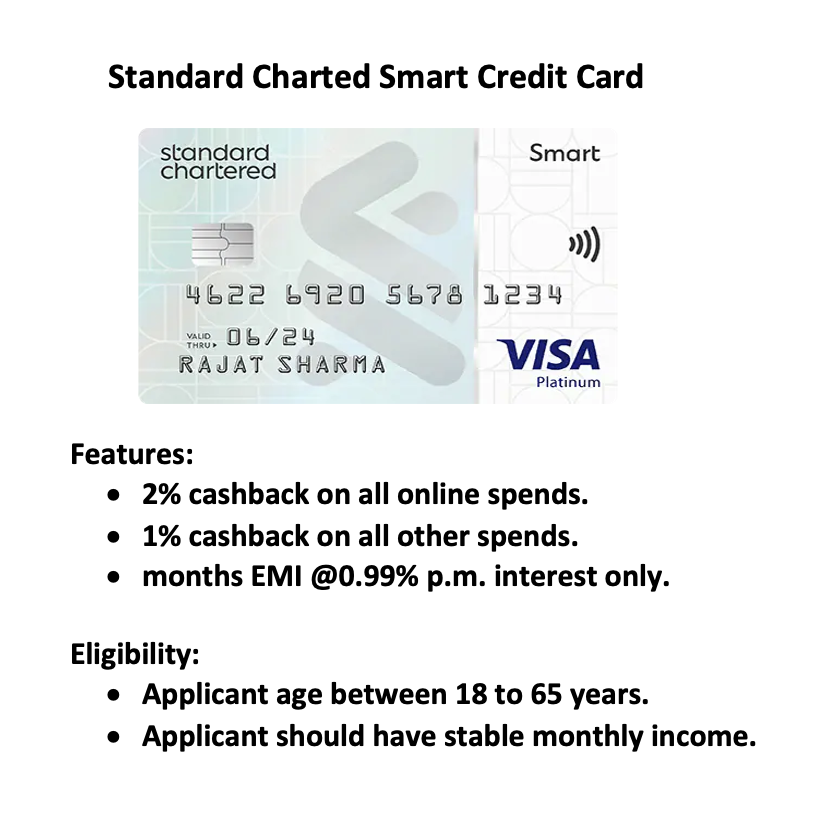 Standard Charted Smart Credit Card
standard
chartered
Smart
4622 6920 5678 1234
VALID
THRU
06/24
RAJAT SHARMA
VISA
Platinum
Features:
• 2% cashback on all online spends.
• 1% cashback on all other spends.
• months EMI @0.99% p.m. interest only.
Eligibility:
• Applicant age between 18 to 65 years.
• Applicant should have stable monthly income.